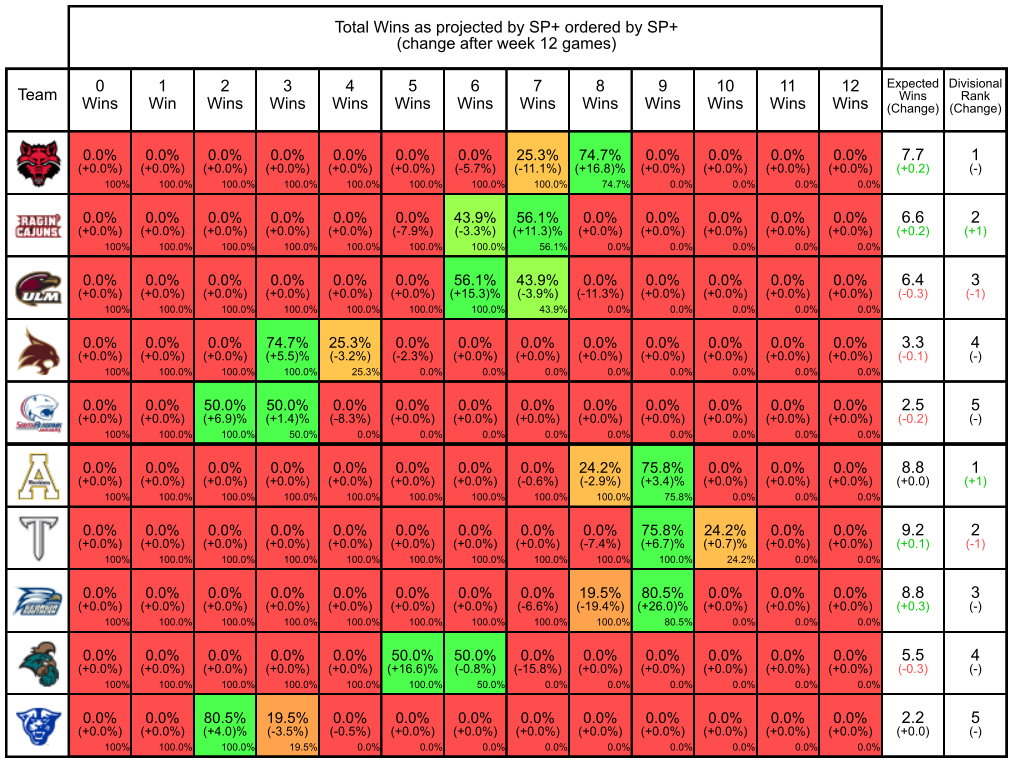 Total Wins as projected by SP+ ordered by SP+
(change after week 12 games)
Team 0 Wins 1 Win 2 Wins 3 Wins 4 Wins 5 Wins 6 Wins 7 Wins 8 Wins 9 Wins 10 Wins 11 Wins 12 Wins Expected Wins (Change) Divisional Rank (Change)
0.0% 0.0% 0.0% 0.0% 0.0% 0.0% 0.0% 25.3% 74.7% 0.0% 0.0% 0.0% 0.0% 7.7 1
(+0.0%) (+0.0%) (+0.0%) (+0.0%) (+0.0%) (+0.0%) (-5.7%) (-11.1%) (+16.8)% (+0.0%) (+0.0%) (+0.0%) (+0.0%) (+0.2) (-)
100% 100.0% 100.0% 100.0% 100.0% 100.0% 100.0% 100.0% 74.7% 0.0% 0.0% 0.0% 0.0%
RAGIN' CAJUNS
0.0% 0.0% 0.0% 0.0% 0.0% 0.0% 43.9% 56.1% 0.0% 0.0% 0.0% 0.0% 0.0% 6.6 2
(+0.0%) (+0.0%) (+0.0%) (+0.0%) (+0.0%) (-7.9%) (-3.3%) (+11.3)% (+0.0%) (+0.0%) (+0.0%) (+0.0%) (+0.0%) (+0.2) (+1)
100% 100.0% 100.0% 100.0% 100.0% 100.0% 100.0% 56.1% 0.0% 0.0% 0.0% 0.0% 0.0%
ULM
0.0% 0.0% 0.0% 0.0% 0.0% 0.0% 56.1% 43.9% 0.0% 0.0% 0.0% 0.0% 0.0% 6.4 3
(+0.0%) (+0.0%) (+0.0%) (+0.0%) (+0.0%) (+0.0%) (+15.3)% (-3.9%) (-11.3%) (+0.0%) (+0.0%) (+0.0%) (+0.0%) (-0.3) (-1)
100% 100.0% 100.0% 100.0% 100.0% 100.0% 100.0% 43.9% 0.0% 0.0% 0.0% 0.0% 0.0%
0.0% 0.0% 0.0% 74.7% 25.3% 0.0% 0.0% 0.0% 0.0% 0.0% 0.0% 0.0% 0.0% 3.3 4
(+0.0%) (+0.0%) (+0.0%) (+5.5)% (-3.2%) (-2.3%) (+0.0%) (+0.0%) (+0.0%) (+0.0%) (+0.0%) (+0.0%) (+0.0%) (-0.1) (-)
100% 100.0% 100.0% 100.0% 25.3% 0.0% 0.0% 0.0% 0.0% 0.0% 0.0% 0.0% 0.0%
0.0% 0.0% 50.0% 50.0% 0.0% 0.0% 0.0% 0.0% 0.0% 0.0% 0.0% 0.0% 0.0% 2.5 5
(+0.0%) (+0.0%) (+6.9)% (+1.4)% (-8.3%) (+0.0%) (+0.0%) (+0.0%) (+0.0%) (+0.0%) (+0.0%) (+0.0%) (+0.0%) (-0.2) (-)
100% 100.0% 100.0% 50.0% 0.0% 0.0% 0.0% 0.0% 0.0% 0.0% 0.0% 0.0% 0.0%
0.0% 0.0% 0.0% 0.0% 0.0% 0.0% 0.0% 0.0% 24.2% 75.8% 0.0% 0.0% 0.0% 8.8 1
(+0.0%) (+0.0%) (+0.0%) (+0.0%) (+0.0%) (+0.0%) (+0.0%) (-0.6%) (-2.9%) (+3.4)% (+0.0%) (+0.0%) (+0.0%) (+0.0) (+1)
100% 100.0% 100.0% 100.0% 100.0% 100.0% 100.0% 100.0% 100.0% 75.8% 0.0% 0.0% 0.0%
0.0% 0.0% 0.0% 0.0% 0.0% 0.0% 0.0% 0.0% 0.0% 75.8% 24.2% 0.0% 0.0% 9.2 2
(+0.0%) (+0.0%) (+0.0%) (+0.0%) (+0.0%) (+0.0%) (+0.0%) (+0.0%) (-7.4%) (+6.7)% (+0.7)% (+0.0%) (+0.0%) (+0.1) (-1)
100% 100.0% 100.0% 100.0% 100.0% 100.0% 100.0% 100.0% 100.0% 100.0% 24.2% 0.0% 0.0%
0.0% 0.0% 0.0% 0.0% 0.0% 0.0% 0.0% 0.0% 19.5% 80.5% 0.0% 0.0% 0.0% 8.8 3
(+0.0%) (+0.0%) (+0.0%) (+0.0%) (+0.0%) (+0.0%) (+0.0%) (-6.6%) (-19.4%) (+26.0)% (+0.0%) (+0.0%) (+0.0%) (+0.3) (-)
100% 100.0% 100.0% 100.0% 100.0% 100.0% 100.0% 100.0% 100.0% 80.5% 0.0% 0.0% 0.0%
0.0% 0.0% 0.0% 0.0% 0.0% 50.0% 50.0% 0.0% 0.0% 0.0% 0.0% 0.0% 0.0% 5.5 4
(+0.0%) (+0.0%) (+0.0%) (+0.0%) (+0.0%) (+16.6)% (-0.8%) (-15.8%) (+0.0%) (+0.0%) (+0.0%) (+0.0%) (+0.0%) (-0.3) (-)
100% 100.0% 100.0% 100.0% 100.0% 100.0% 50.0% 0.0% 0.0% 0.0% 0.0% 0.0% 0.0%
0.0% 0.0% 80.5% 19.5% 0.0% 0.0% 0.0% 0.0% 0.0% 0.0% 0.0% 0.0% 0.0% 2.2 5
(+0.0%) (+0.0%) (+4.0)% (-3.5%) (-0.5%) (+0.0%) (+0.0%) (+0.0%) (+0.0%) (+0.0%) (+0.0%) (+0.0%) (+0.0%) (+0.0) (-)
100% 100.0% 100.0% 19.5% 0.0% 0.0% 0.0% 0.0% 0.0% 0.0% 0.0% 0.0% 0.0%